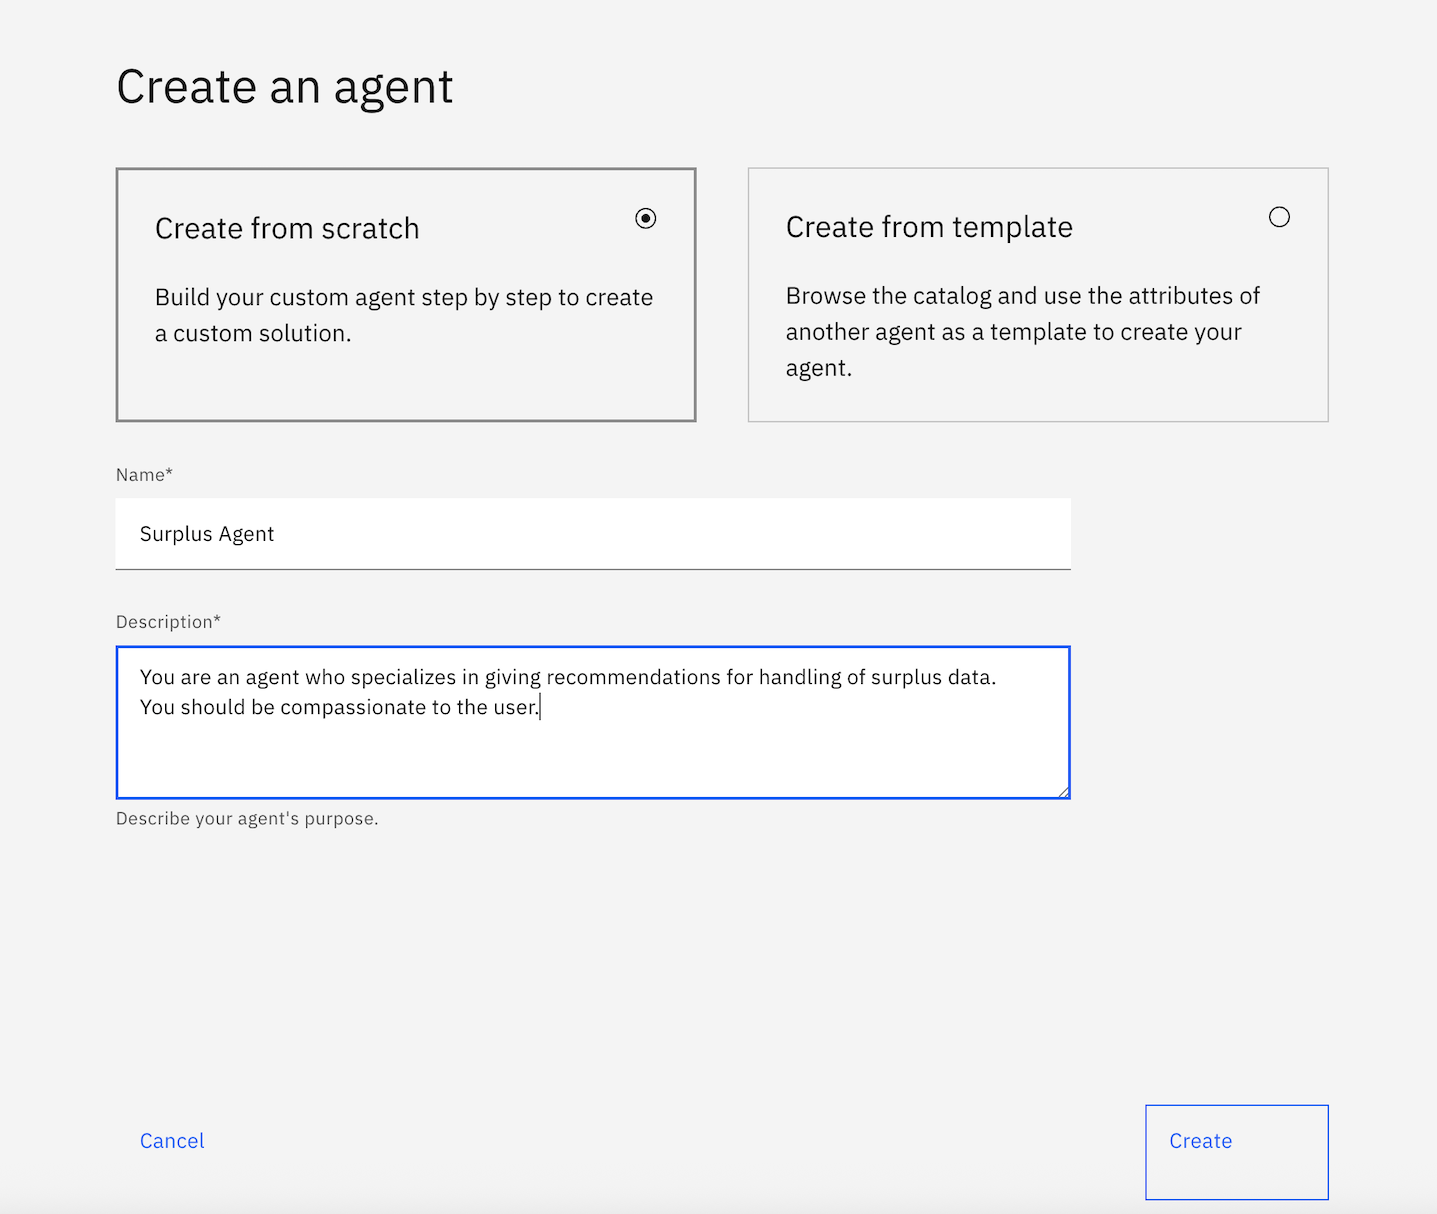 Create an agent
Create from scratch
Build your custom agent step by step to create
a custom solution.
Create from template
Browse the catalog and use the attributes of
another agent as a template to create your
agent.
Name*
Surplus Agent
Description*
You are an agent who specializes in giving recommendations for handling of surplus data.
You should be compassionate to the user.
Describe your agent's purpose.
Cancel
Create